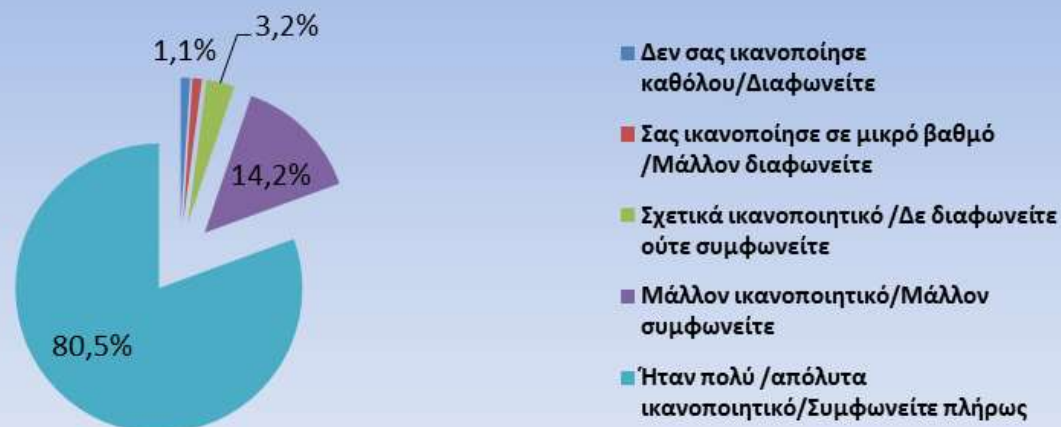 1,1%
3,2%
14,2%
80,5%
Δεν σας ικανοποίησε
καθόλου/Διαφωνείτε
Σας ικανοποίησε σε μικρό βαθμό
/Μάλλον διαφωνείτε
Σχετικά ικανοποιητικό /Δε διαφωνείτε
ούτε συμφωνείτε
Μάλλον ικανοποιητικό/Μάλλον
συμφωνείτε
Ήταν πολύ /απόλυτα
ικανοποιητικό/Συμφωνείτε πλήρως